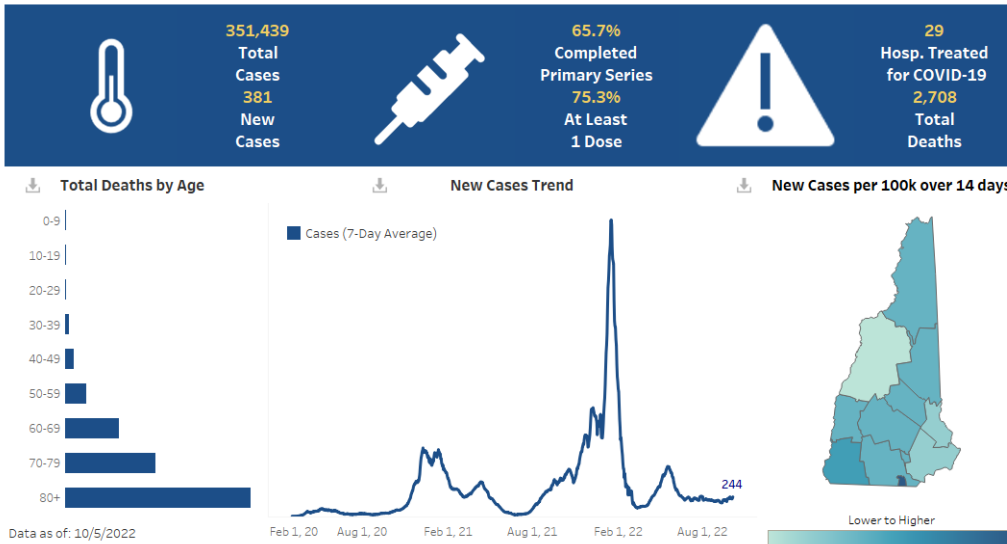 351,439
Total
Cases
381
New
Cases
65.7%
Completed
Primary Series
75.3%
At Least
1 Dose
29
Hosp. Treated
for COVID-19
2,708
Total
Deaths
Total Deaths by Age
0-9
10-19
20-29
30-39
40-49
50-59
60-69
70-79
80+
Data as of: 10/5/2022
New Cases Trend
Cases (7-Day Average)
244
Feb 1, 20 Aug 1, 20 Feb 1, 21 Aug 1, 21 Feb 1, 22 Aug 1, 22
New Cases per 100k over 14 days
Lower to Higher